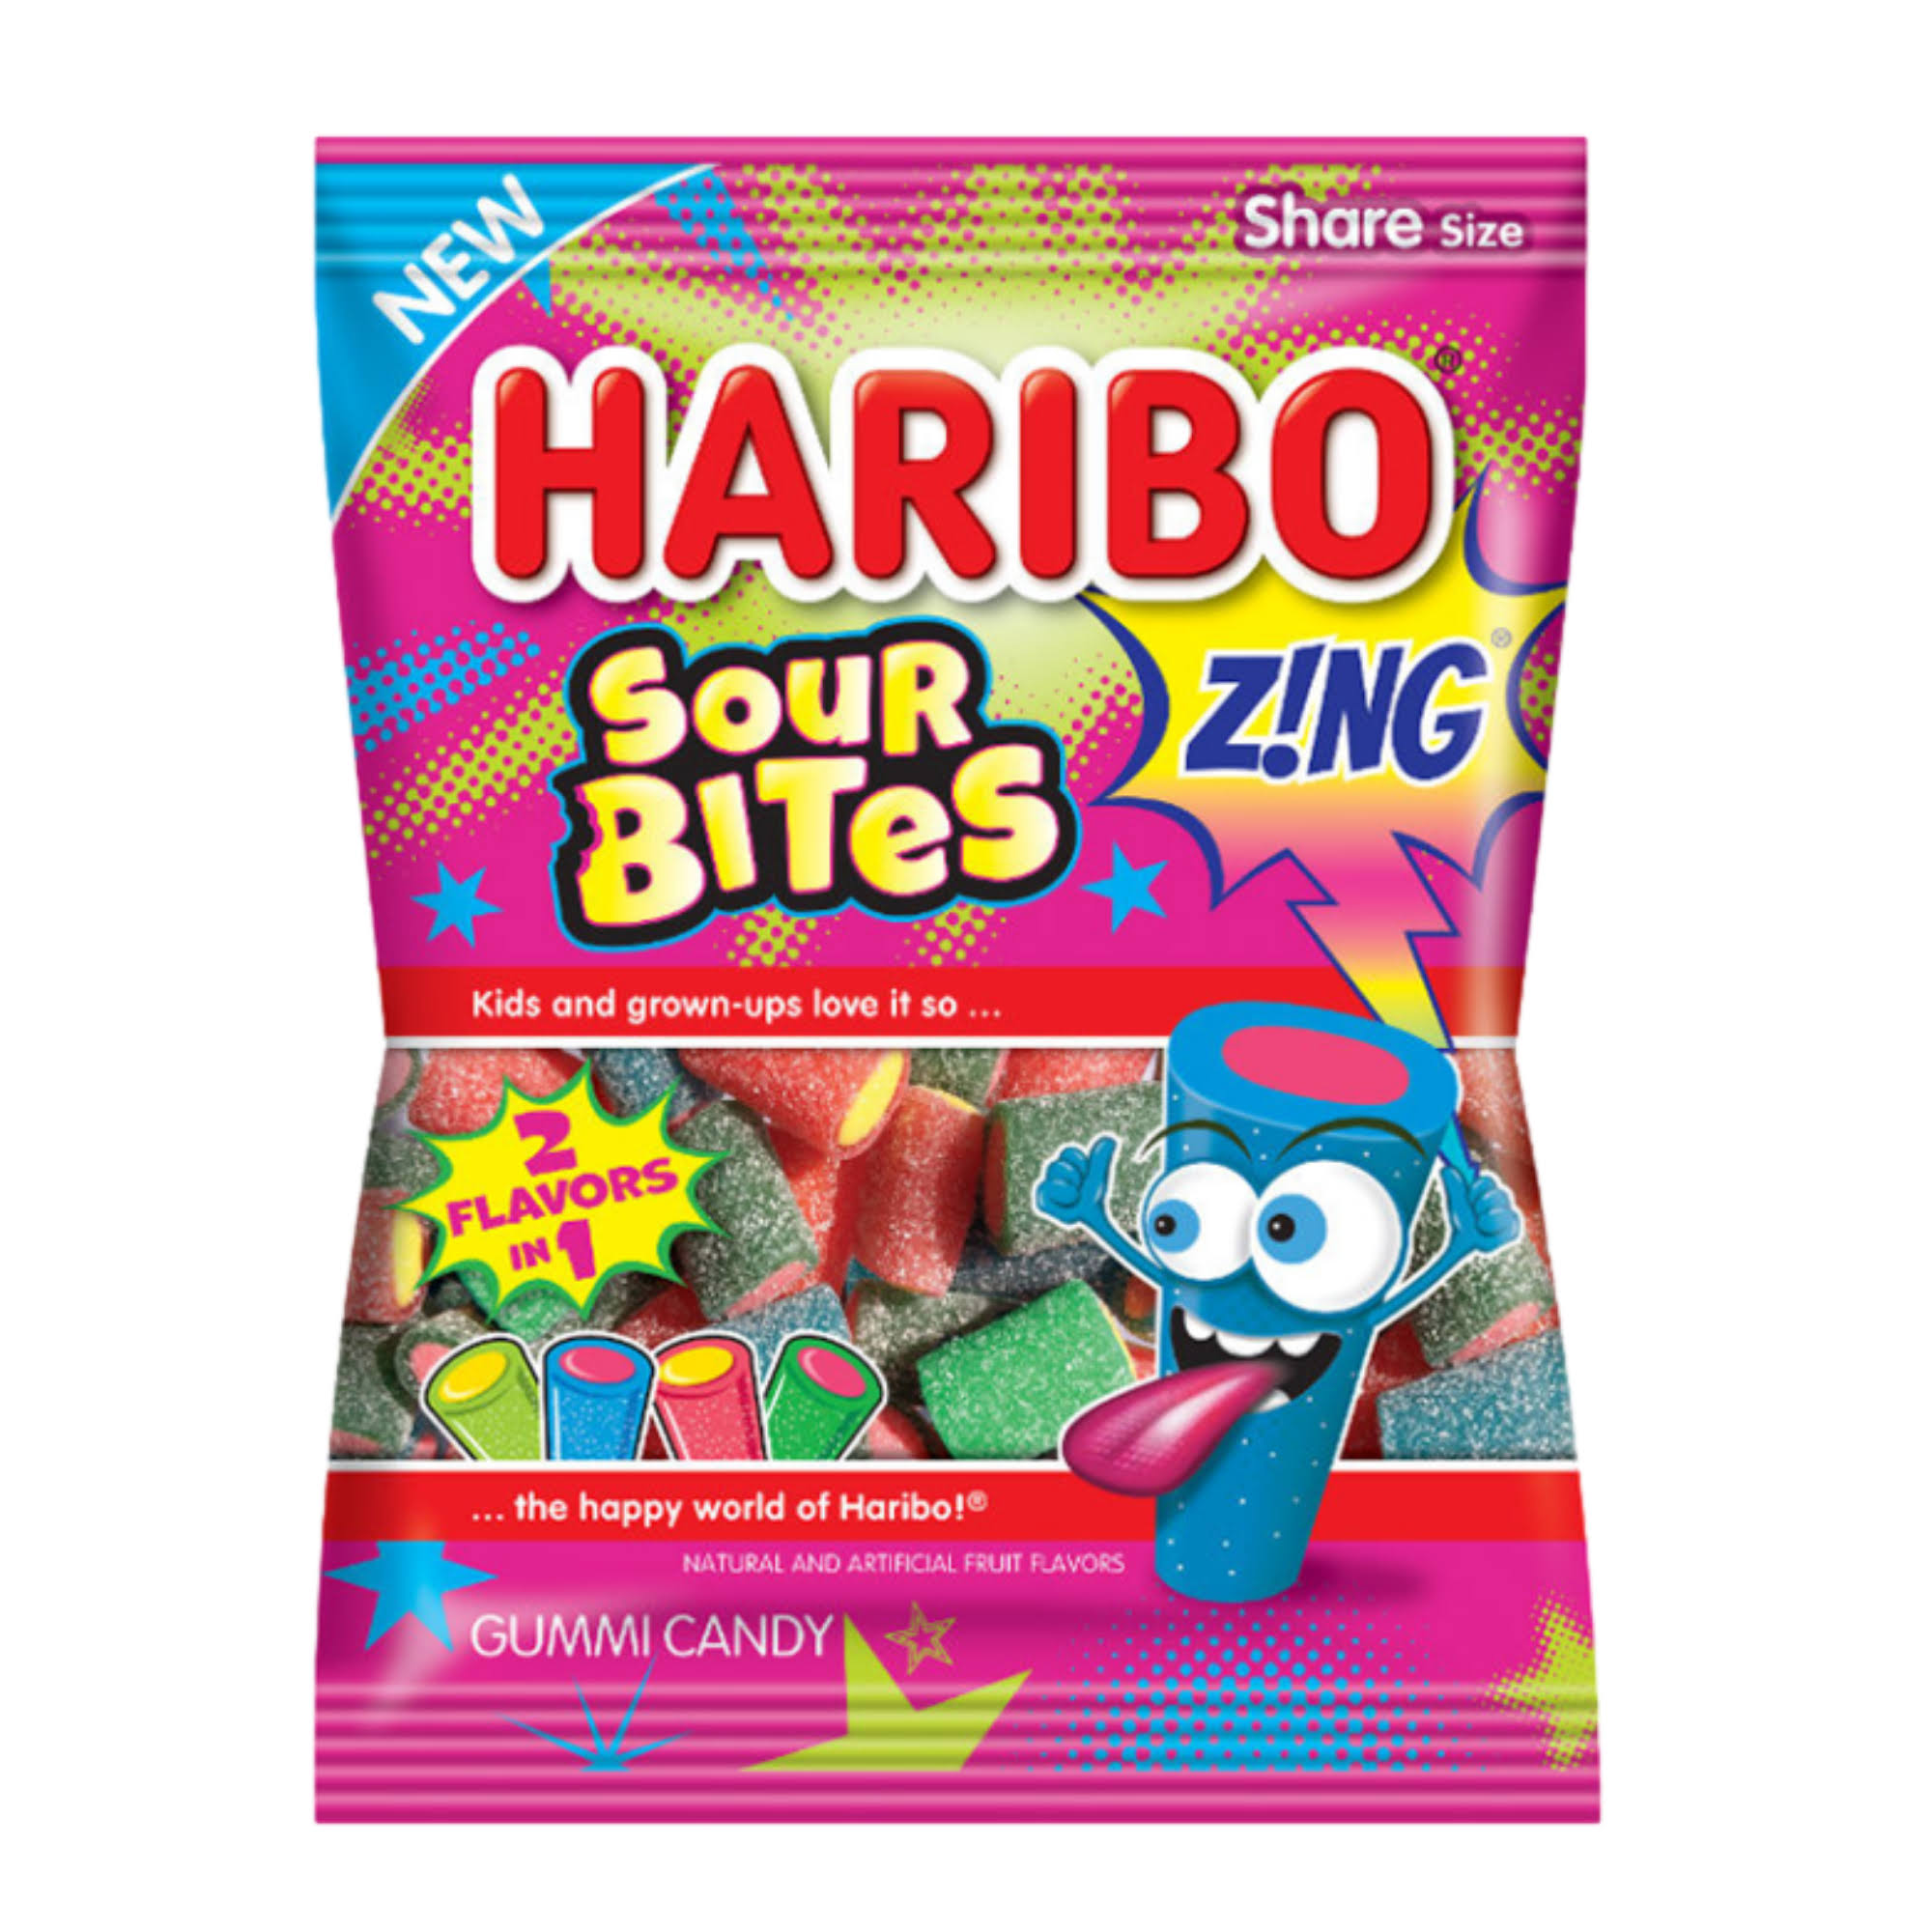 NEW
Share Size
HARIBO®
SOUR
BITES
Z!NG®
Kids and grown-ups love it so ...
2
FLAVORS
IN 1
... the happy world of Haribo!®
NATURAL AND ARTIFICIAL FRUIT FLAVORS
GUMMI CANDY